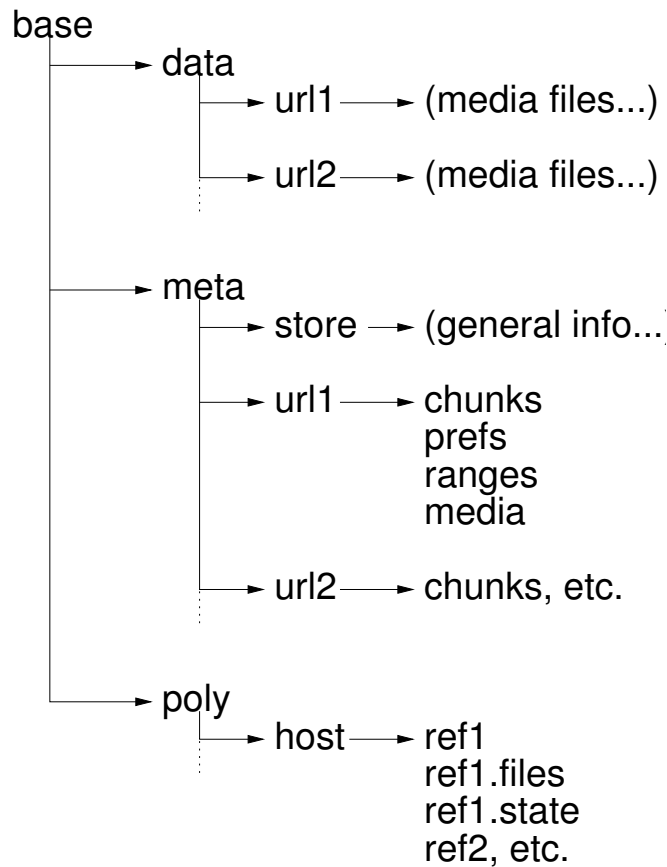 base
data
url1 (media files...)
url2 (media files...)
meta
store (general info...)
url1 chunks
prefs
ranges
media
url2 chunks, etc.
poly
host ref1
ref1.files
ref1.state
ref2, etc.